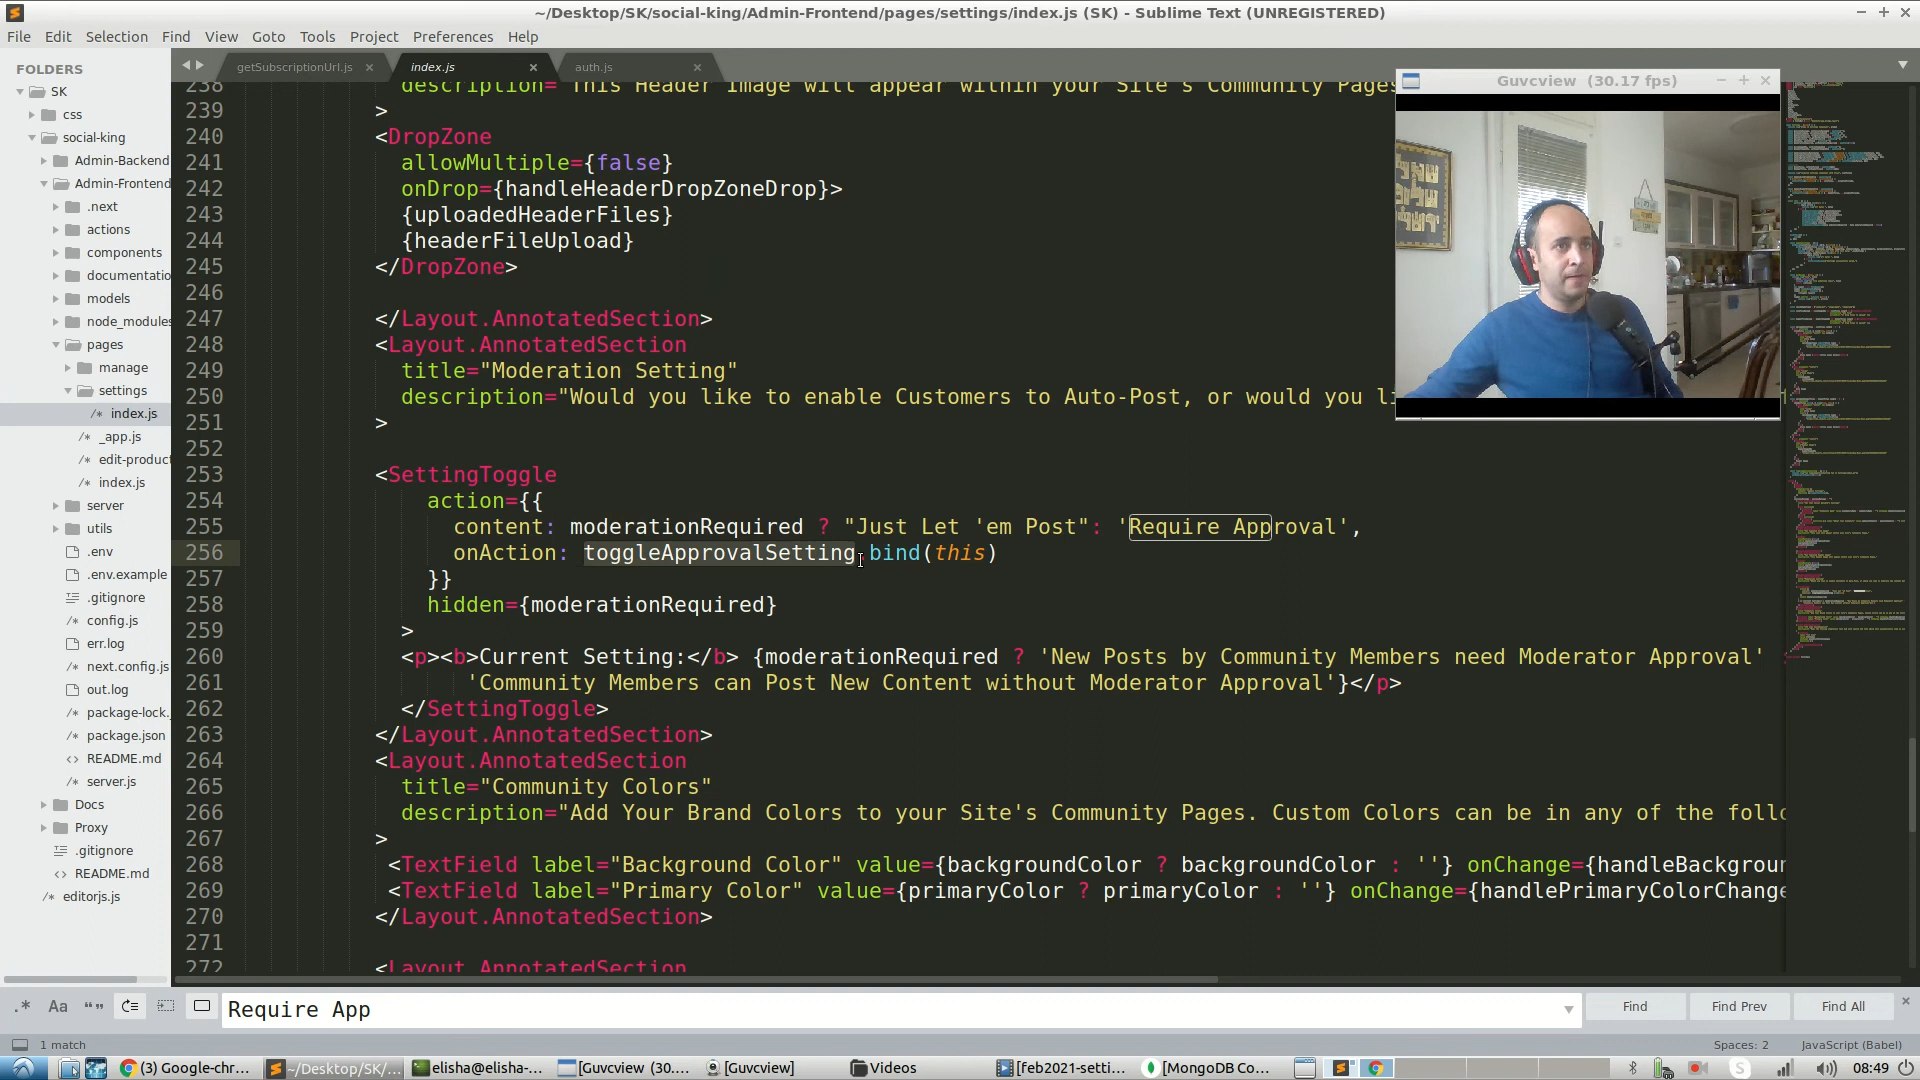 ~/Desktop/SK/social-king/Admin-Frontend/pages/settings/index.js (SK) - Sublime Text (UNREGISTERED)
File Edit Selection Find View Goto Tools Project Preferences Help
FOLDERS
SK
css
social-king
Admin-Backend
Admin-Frontend
.next
actions
components
documentatio
models
node_modules
pages
manage
settings
/* index.js
/* _app.js
/* edit-product
/* index.js
server
utils
.env
.env.example
.gitignore
/* config.js
err.log
/* next.config.js
out.log
/* package-lock.
/* package.json
<> README.md
/* server.js
Docs
Proxy
.gitignore
<> README.md
/* editorjs.js
getSubscriptionUrl.js
index.js
auth.js
238 description="This Header Image will appear within your Site's Community Pages
239 >
240 <DropZone
241 allowMultiple={false}
242 onDrop={handleHeaderDropZoneDrop}>
243 {uploadedHeaderFiles}
244 {headerFileUpload}
245 </DropZone>
246
247 </Layout.AnnotatedSection>
248 <Layout.AnnotatedSection
249 title="Moderation Setting"
250 description="Would you like to enable Customers to Auto-Post, or would you li
251 >
252
253 <SettingToggle
254 action={{
255 content: moderationRequired ? "Just Let 'em Post": 'Require Approval',
256 onAction: toggleApprovalSetting.bind(this)
257 }}
258 hidden={moderationRequired}
259 >
260 <p><b>Current Setting:</b> {moderationRequired ? 'New Posts by Community Members need Moderator Approval'
261 'Community Members can Post New Content without Moderator Approval'}</p>
262 </SettingToggle>
263 </Layout.AnnotatedSection>
264 <Layout.AnnotatedSection
265 title="Community Colors"
266 description="Add Your Brand Colors to your Site's Community Pages. Custom Colors can be in any of the follo
267 >
268 <TextField label="Background Color" value={backgroundColor ? backgroundColor : ''} onChange={handleBackgroun
269 <TextField label="Primary Color" value={primaryColor ? primaryColor : ''} onChange={handlePrimaryColorChange
270 </Layout.AnnotatedSection>
271
272 <Layout.AnnotatedSection
Guvcview (30.17 fps)
.* Aa “” Require App Find Find Prev Find All
1 match Spaces: 2 JavaScript (Babel)
(3) Google-chr... ~/Desktop/SK/... elisha@elisha-... [Guvcview (30.... [Guvcview] Videos [feb2021-setti... [MongoDB Co... 08:49